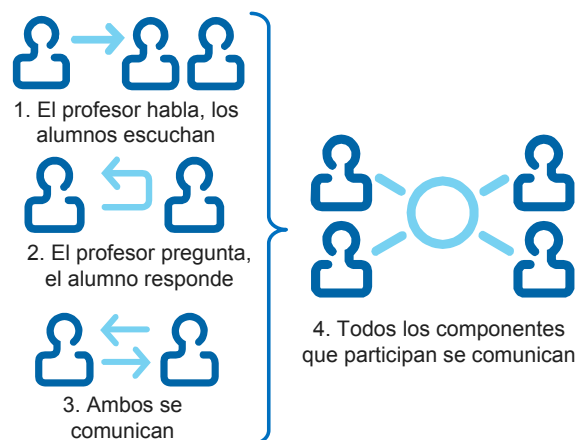 1. El profesor habla, los
alumnos escuchan
2. El profesor pregunta,
el alumno responde
3. Ambos se
comunican
4. Todos los componentes
que participan se comunican